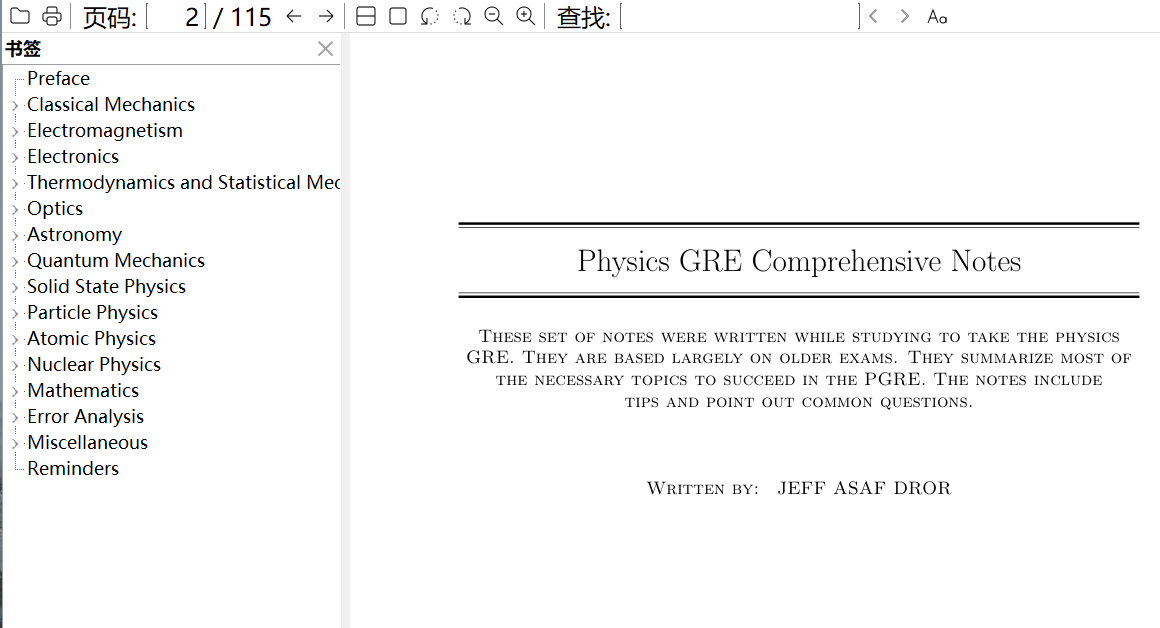 页码: 2 / 115 查找: Aa
书签
Preface
Classical Mechanics
Electromagnetism
Electronics
Thermodynamics and Statistical Mec
Optics
Astronomy
Quantum Mechanics
Solid State Physics
Particle Physics
Atomic Physics
Nuclear Physics
Mathematics
Error Analysis
Miscellaneous
Reminders
Physics GRE Comprehensive Notes
These set of notes were written while studying to take the physics
GRE. They are based largely on older exams. They summarize most of
the necessary topics to succeed in the PGRE. The notes include
tips and point out common questions.
Written by: JEFF ASAF DROR